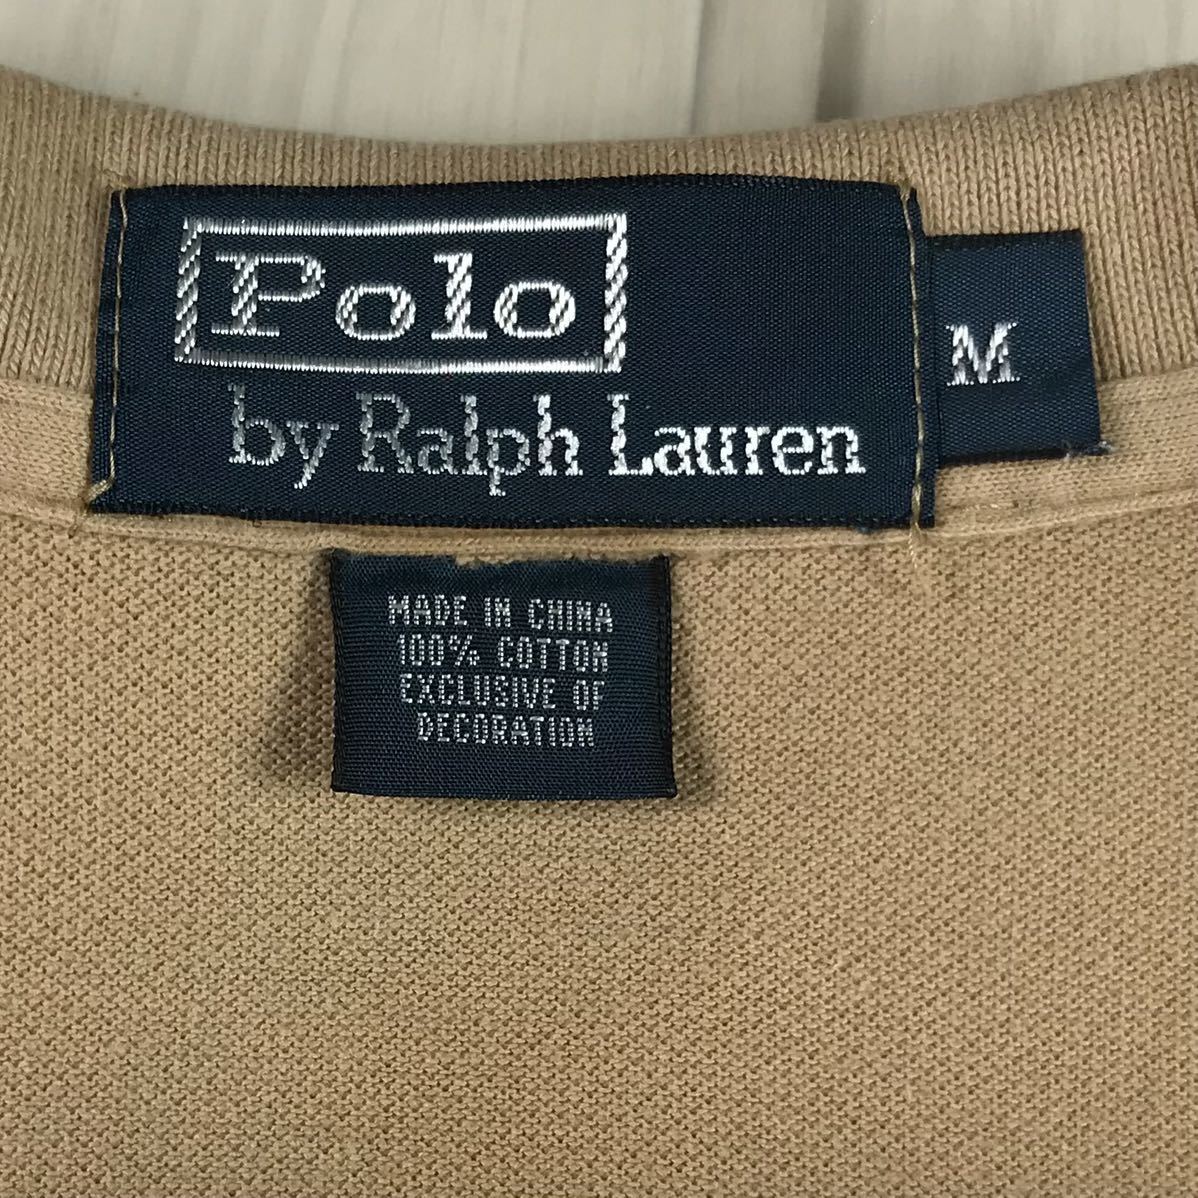 Polo
by Ralph Lauren
M
MADE IN CHINA
100% COTTON
EXCLUSIVE OF
DECORATION